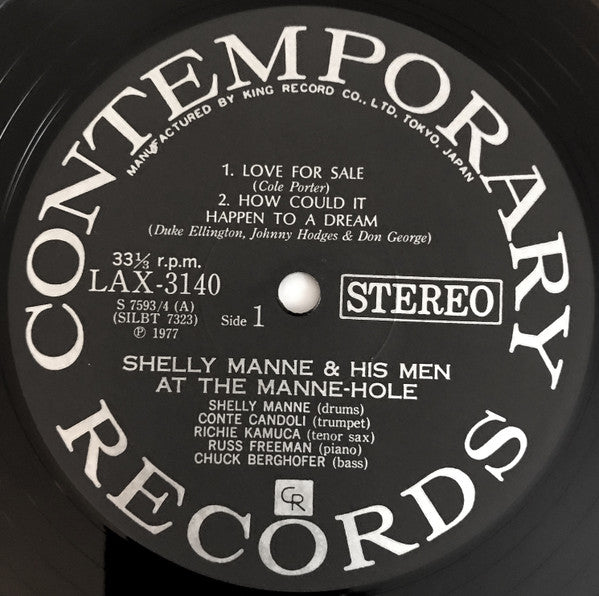 CONTEMPORARY
MANUFACTURED BY KING RECORD CO., LTD. TOKYO, JAPAN
1. LOVE FOR SALE
(Cole Porter)
2. HOW COULD IT
HAPPEN TO A DREAM
(Duke Ellington, Johnny Hodges & Don George)
33⅓ r.p.m.
LAX-3140
STEREO
S 7593/4 (A)
(SILBT 7323)
Side 1
℗ 1977
SHELLY MANNE & HIS MEN
AT THE MANNE-HOLE
SHELLY MANNE (drums)
CONTE CANDOLI (trumpet)
RICHIE KAMUCA (tenor sax)
RUSS FREEMAN (piano)
CHUCK BERGHOFER (bass)
CR
RECORDS